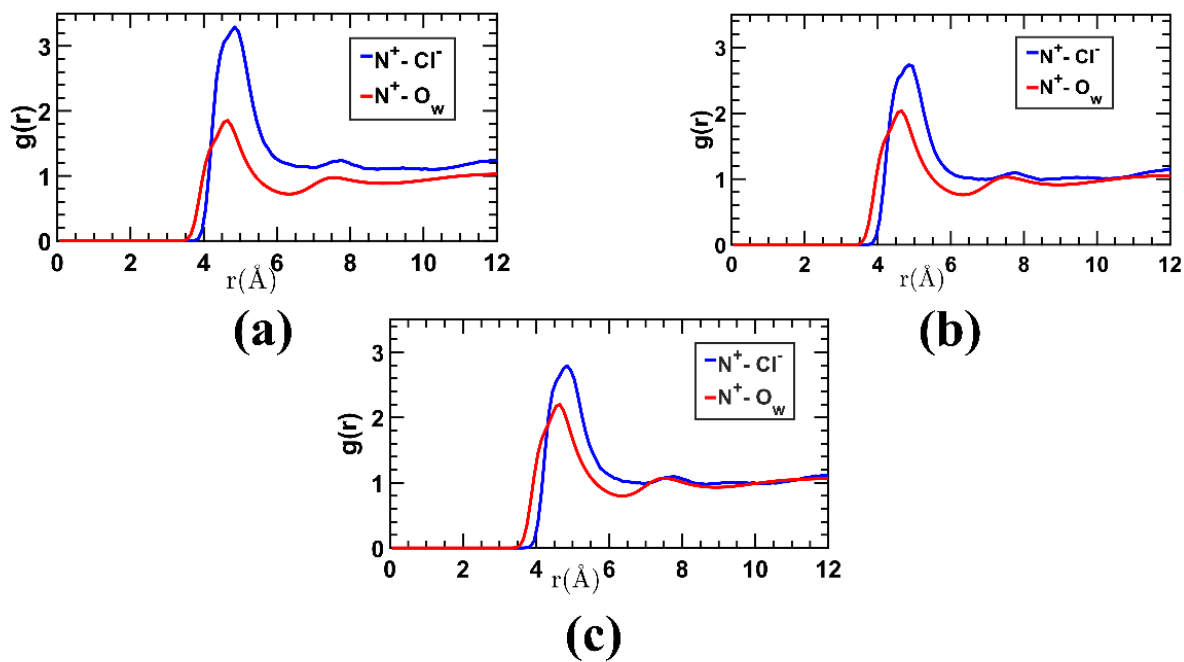 3
2
1
0
g(r)
N⁺- Cl⁻
N⁺- O_w
0 2 4 6 8 10 12
r(Å)
(a)
3
2
1
0
g(r)
N⁺- Cl⁻
N⁺- O_w
0 2 4 6 8 10 12
r(Å)
(b)
3
2
1
0
g(r)
N⁺- Cl⁻
N⁺- O_w
0 2 4 6 8 10 12
r(Å)
(c)